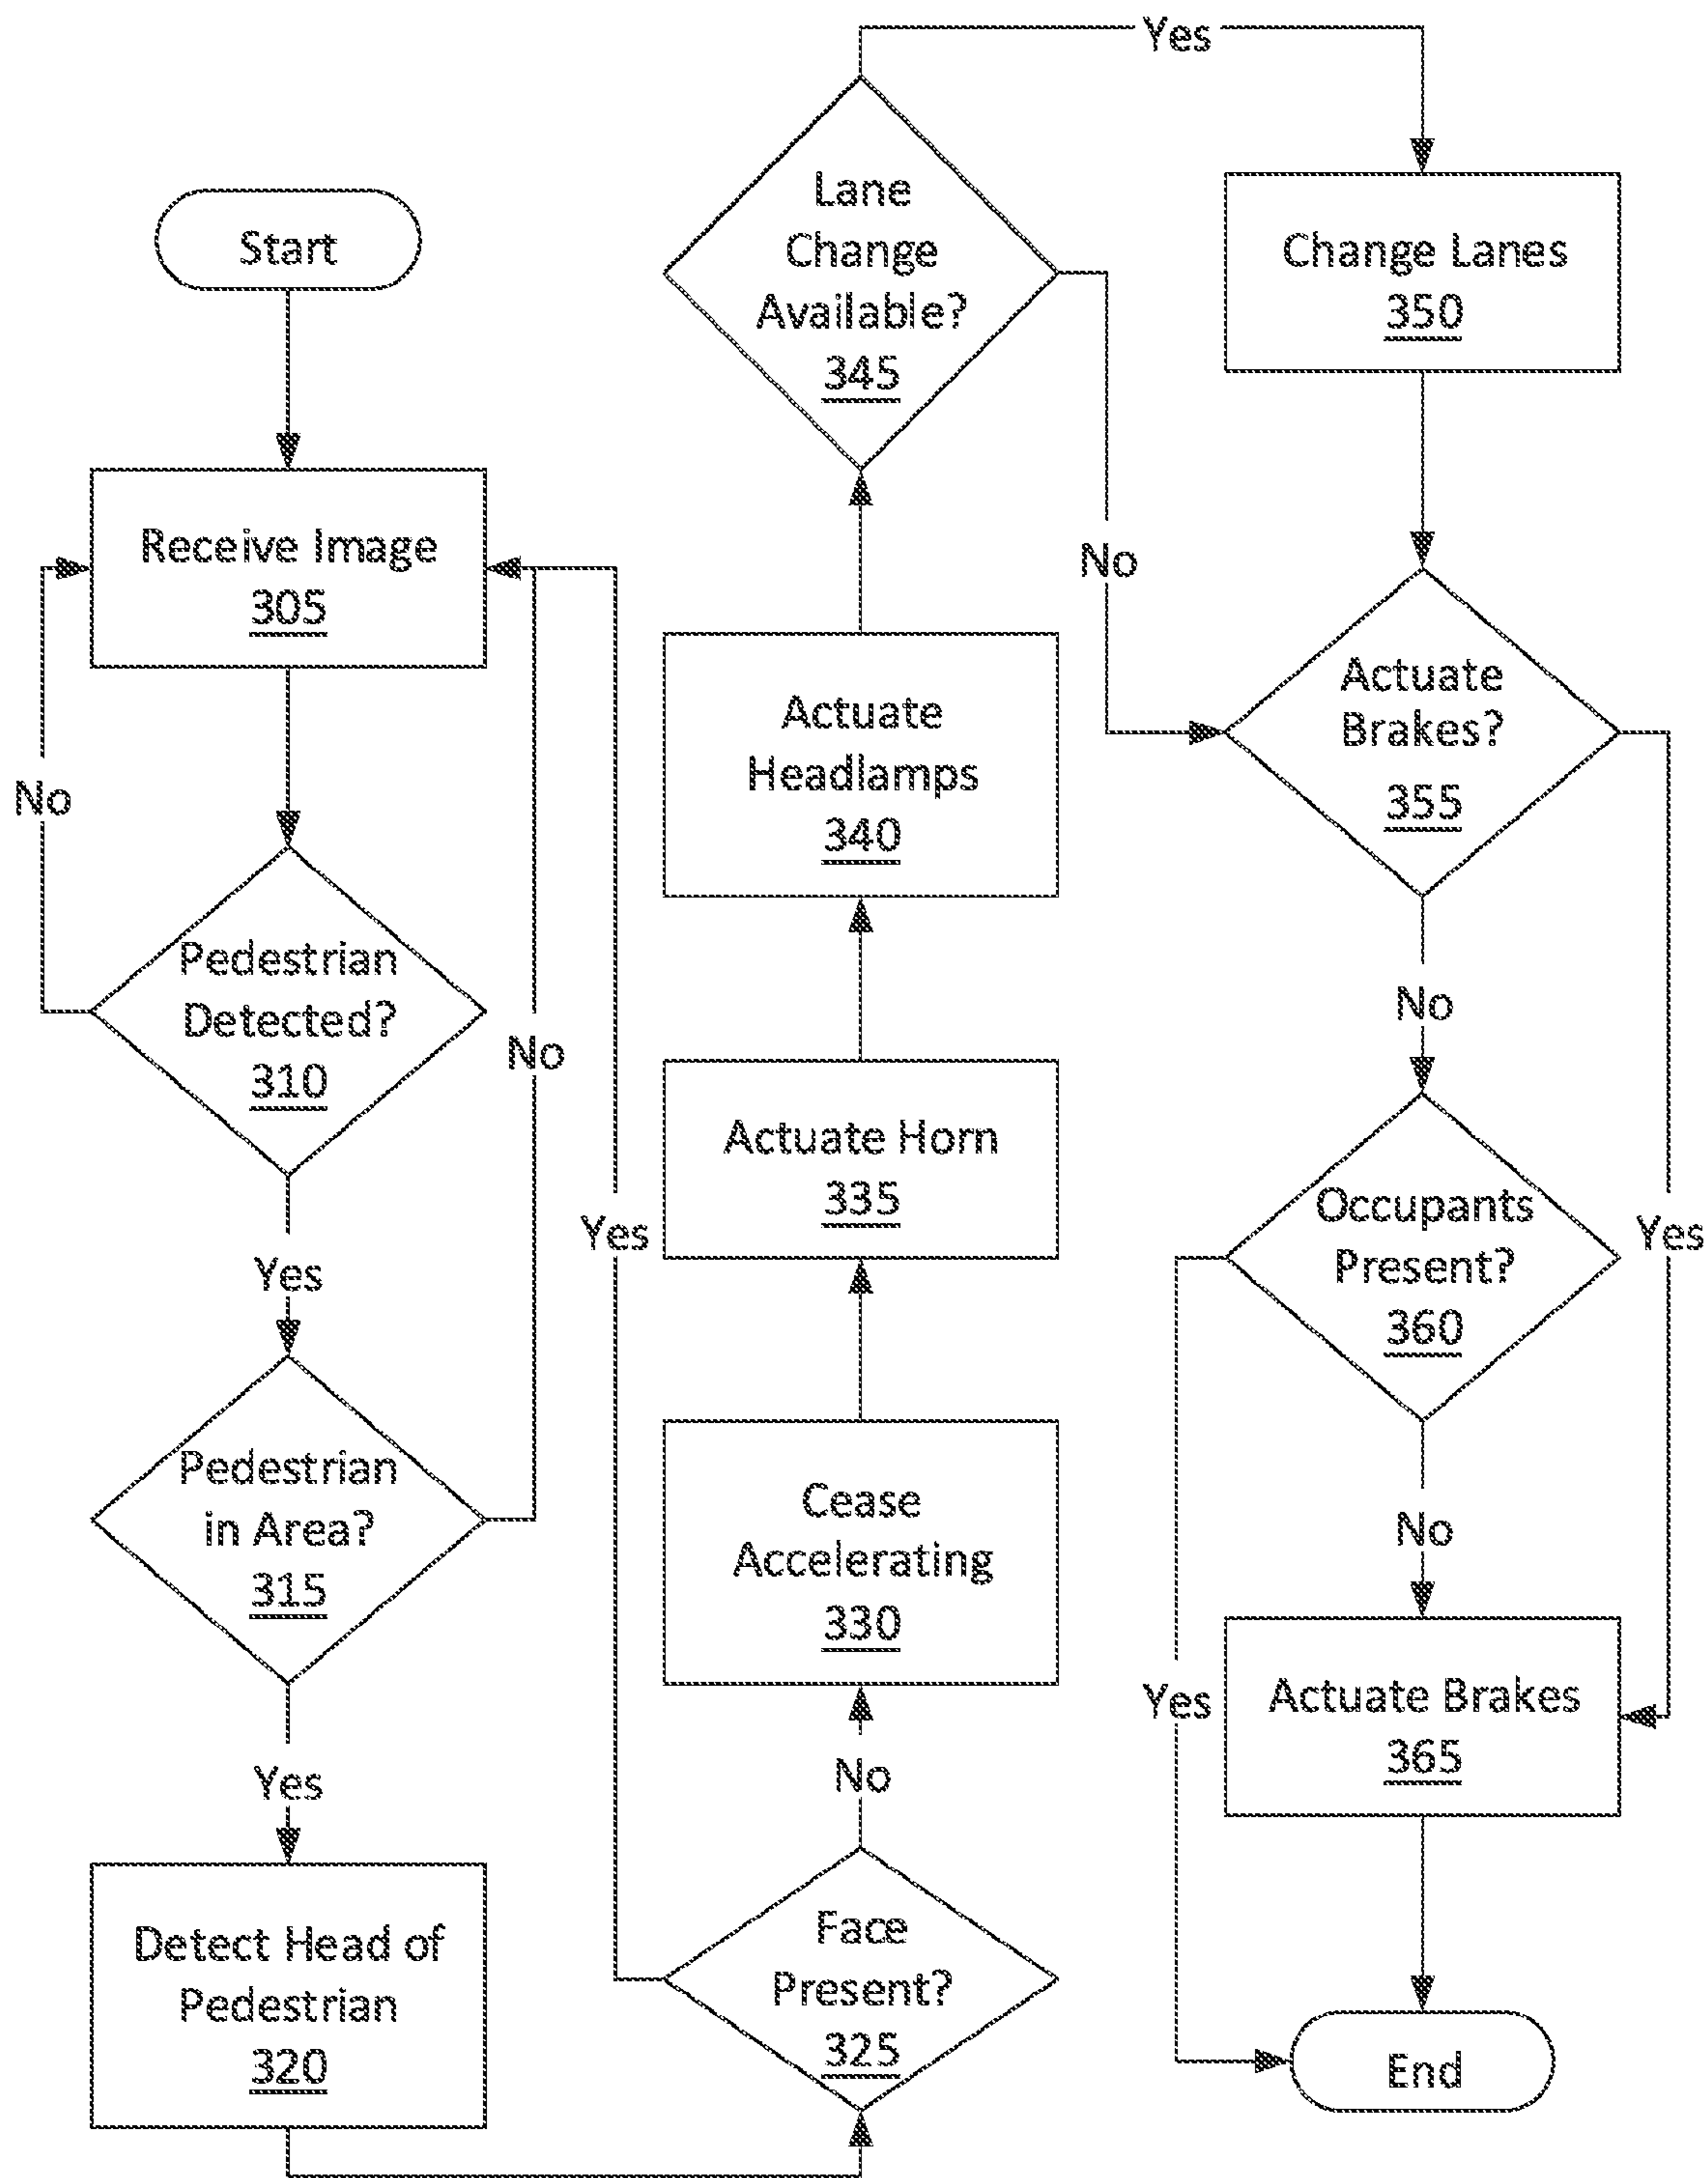 Start
Receive Image
305
No
Pedestrian
Detected?
310
No
Yes
Pedestrian
in Area?
315
Yes
Detect Head of
Pedestrian
320
Yes
Face
Present?
325
No
Cease
Accelerating
330
Actuate Horn
335
Actuate
Headlamps
340
Lane
Change
Available?
345
Yes
No
Change Lanes
350
Actuate
Brakes?
355
No
Yes
Occupants
Present?
360
No
Yes
Actuate Brakes
365
End